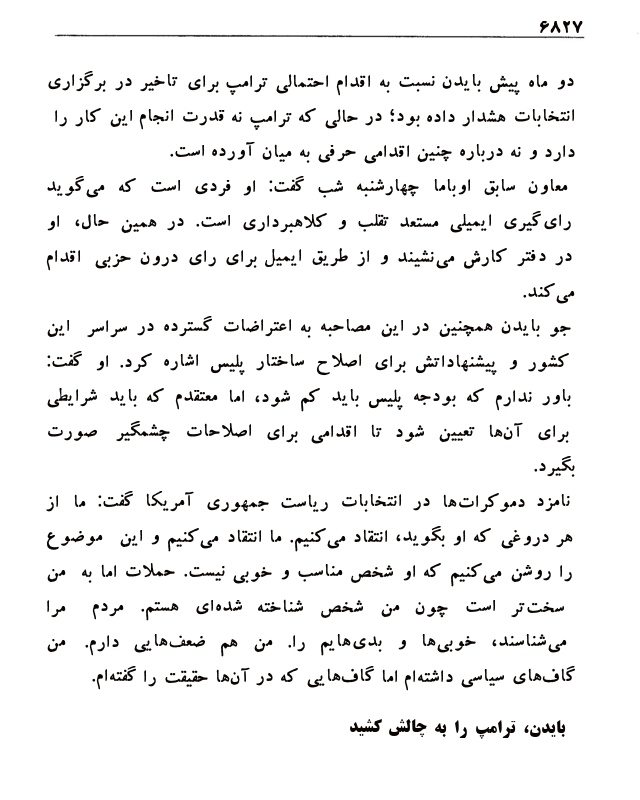 ۶۸۲۷
دو ماه پیش بایدن نسبت به اقدام احتمالی ترامپ برای تاخیر در برگزاری
انتخابات هشدار داده بود؛ در حالی که ترامپ نه قدرت انجام این کار را
دارد و نه درباره چنین اقدامی حرفی به میان آورده است.
معاون سابق اوباما چهارشنبه شب گفت: او فردی است که می‌گوید
رای‌گیری ایمیلی مستعد تقلب و کلاهبرداری است. در همین حال، او
در دفتر کارش می‌نشیند و از طریق ایمیل برای رای درون حزبی اقدام
می‌کند.
جو بایدن همچنین در این مصاحبه به اعتراضات گسترده در سراسر این
کشور و پیشنهاداتش برای اصلاح ساختار پلیس اشاره کرد. او گفت:
باور ندارم که بودجه پلیس باید کم شود، اما معتقدم که باید شرایطی
برای آن‌ها تعیین شود تا اقدامی برای اصلاحات چشمگیر صورت
بگیرد.
نامزد دموکرات‌ها در انتخابات ریاست جمهوری آمریکا گفت: ما از
هر دروغی که او بگوید، انتقاد می‌کنیم. ما انتقاد می‌کنیم و این موضوع
را روشن می‌کنیم که او شخص مناسب و خوبی نیست. حملات اما به من
سخت‌تر است چون من شخص شناخته شده‌ای هستم. مردم مرا
می‌شناسند، خوبی‌ها و بدی‌هایم را. من هم ضعف‌هایی دارم. من
گاف‌های سیاسی داشته‌ام اما گاف‌هایی که در آن‌ها حقیقت را گفته‌ام.
بایدن، ترامپ را به چالش کشید